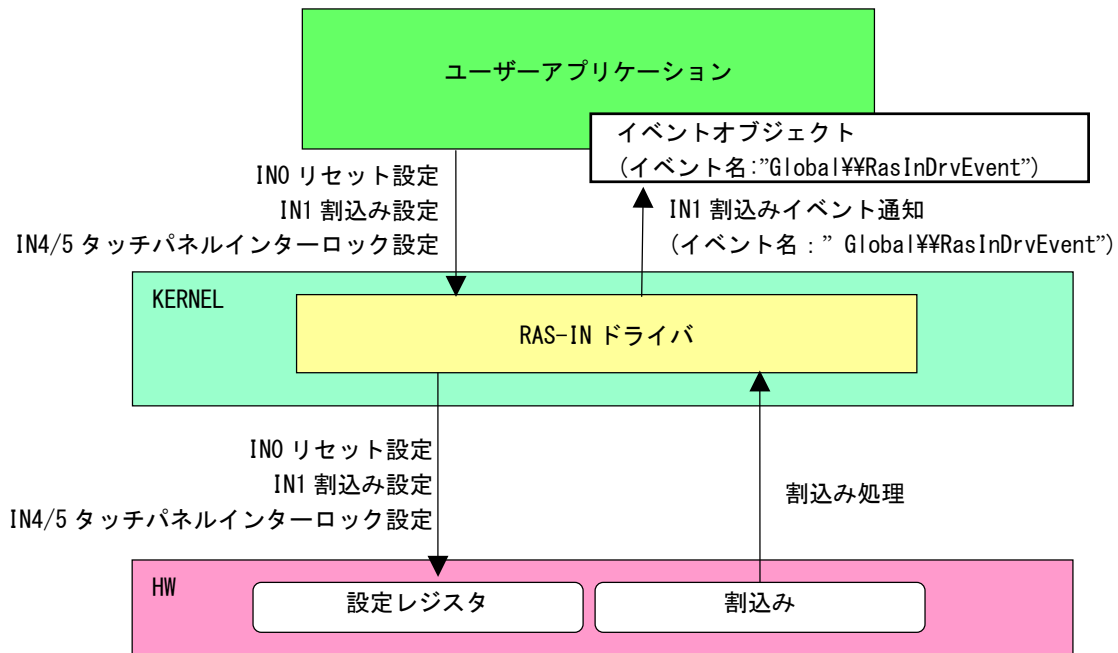 ユーザーアプリケーション
イベントオブジェクト
(イベント名:”Global¥¥RasInDrvEvent”)
IN0 リセット設定
IN1 割込み設定
IN4/5 タッチパネルインターロック設定
IN1 割込みイベント通知
(イベント名：” Global¥¥RasInDrvEvent”)
KERNEL
RAS-IN ドライバ
IN0 リセット設定
IN1 割込み設定
IN4/5 タッチパネルインターロック設定
割込み処理
HW
設定レジスタ
割込み